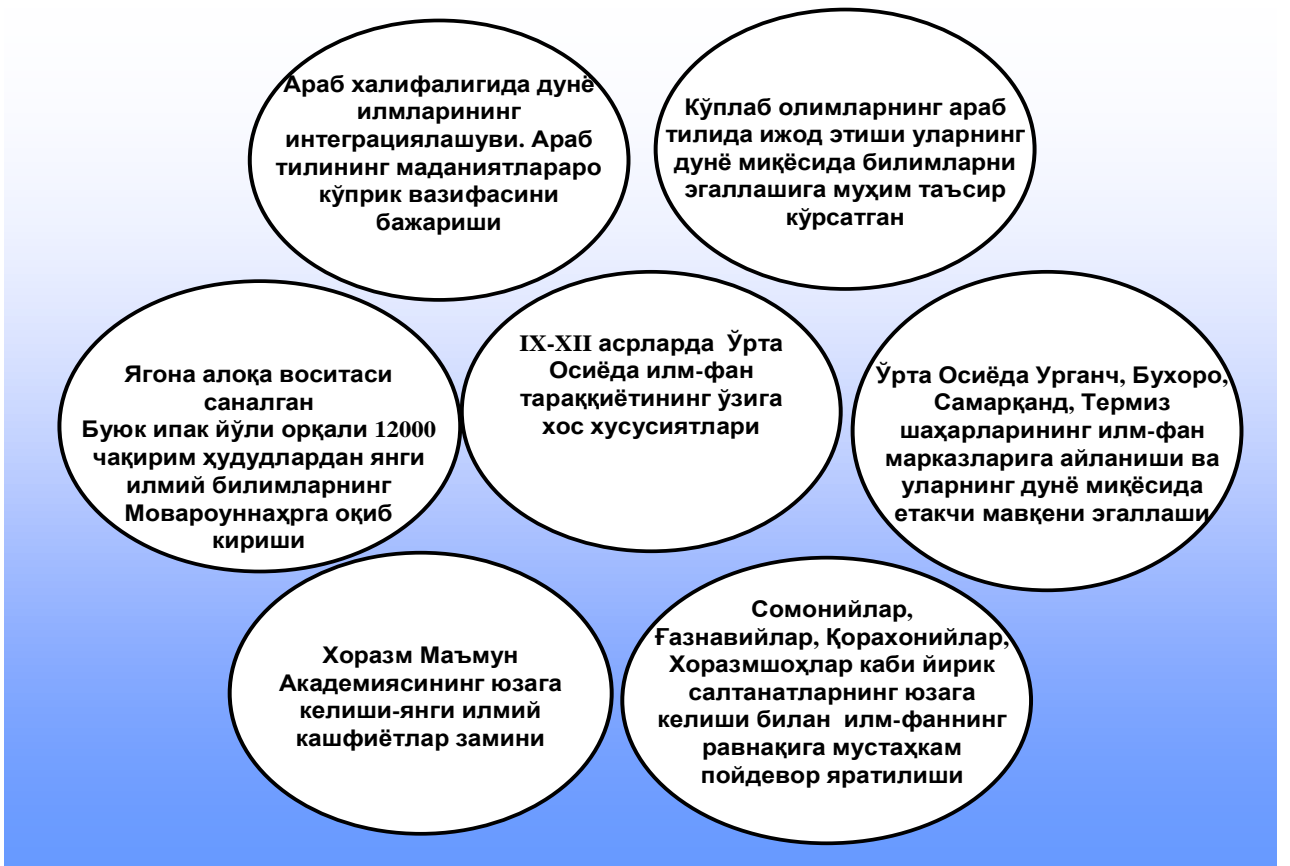 Араб халифалигида дунё
илмларининг
интеграциялашуви. Араб
тилининг маданиятлараро
кўприк вазифасини
бажариши
Кўплаб олимларнинг араб
тилида ижод этиши уларнинг
дунё миқёсида билимларни
эгаллашига муҳим таъсир
кўрсатган
Ягона алоқа воситаси
саналган
Буюк ипак йўли орқали 12000
чақирим ҳудудлардан янги
илмий билимларнинг
Мовароуннаҳрга оқиб
кириши
IX-XII асрларда Ўрта
Осиёда илм-фан
тараққиётининг ўзига
хос хусусиятлари
Ўрта Осиёда Урганч, Бухоро,
Самарқанд, Термиз
шаҳарларининг илм-фан
марказларига айланиши ва
уларнинг дунё миқёсида
етакчи мавқени эгаллаши
Хоразм Маъмун
Академиясининг юзага
келиши-янги илмий
кашфиётлар замини
Сомонийлар,
Ғазнавийлар, Қорахонийлар,
Хоразмшоҳлар каби йирик
салтанатларнинг юзага
келиши билан илм-фаннинг
равнақига мустаҳкам
пойдевор яратилиши